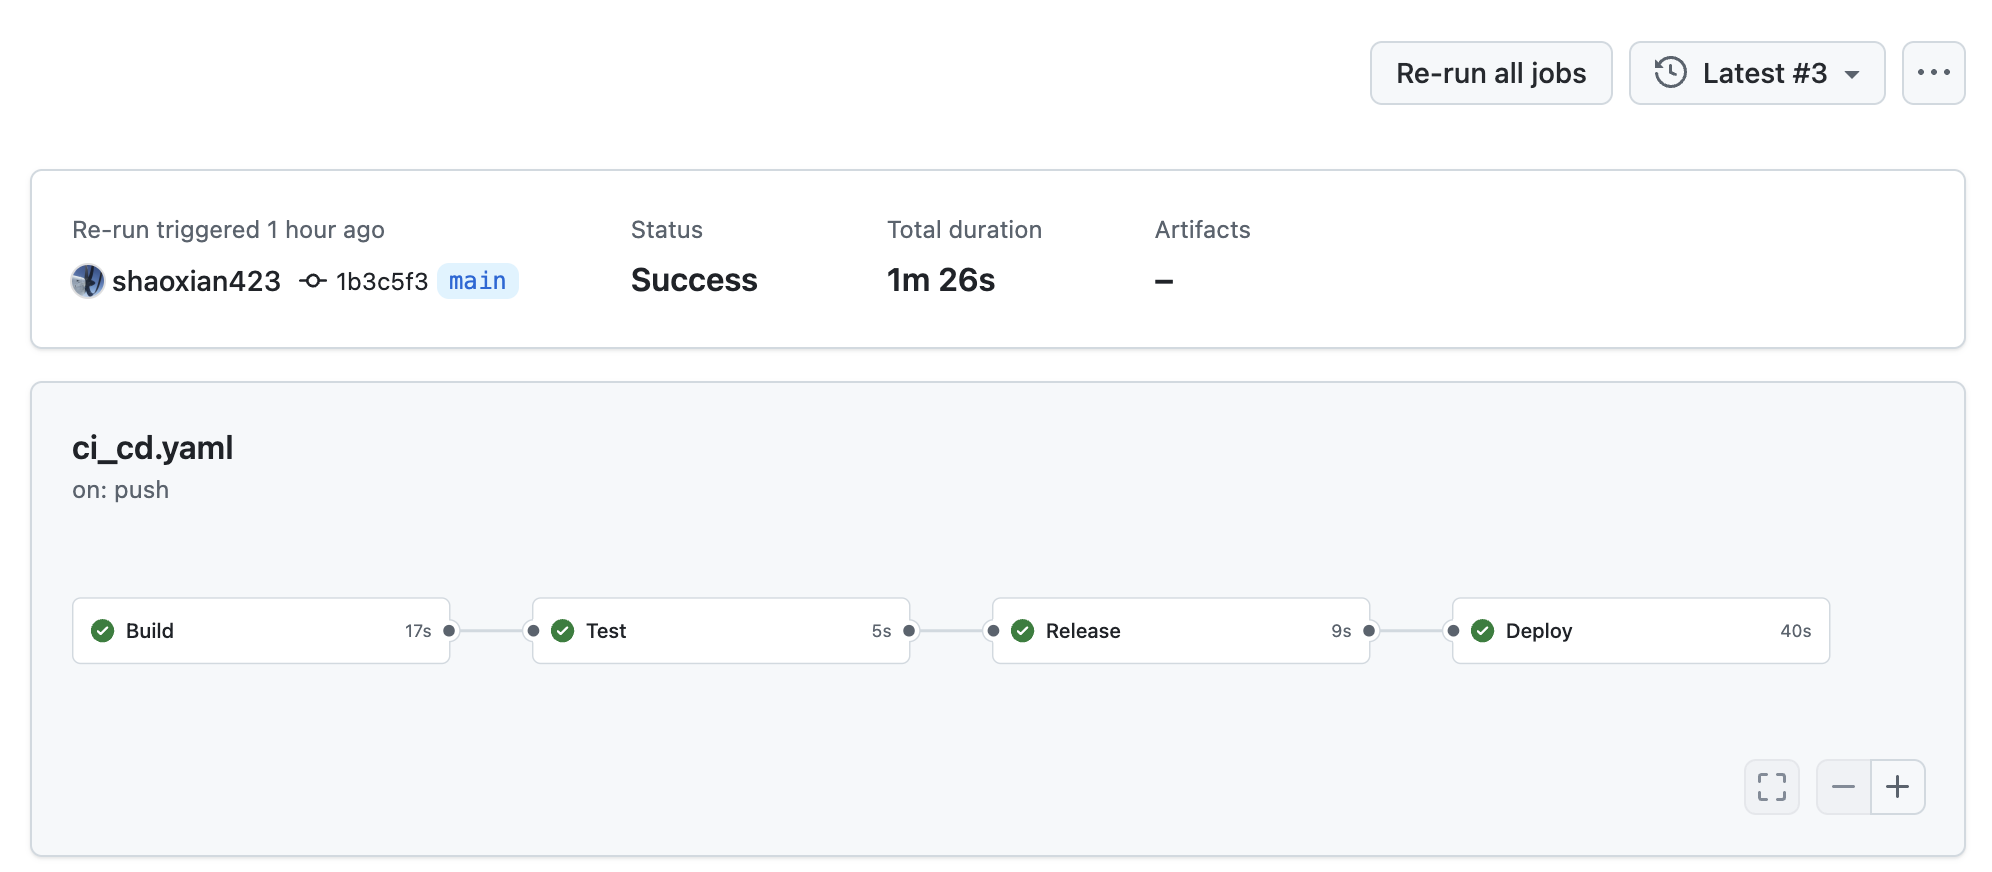 Re-run all jobs
Latest #3
Re-run triggered 1 hour ago
shaoxian423 1b3c5f3 main
Status
Success
Total duration
1m 26s
Artifacts
–
ci_cd.yaml
on: push
Build 17s
Test 5s
Release 9s
Deploy 40s